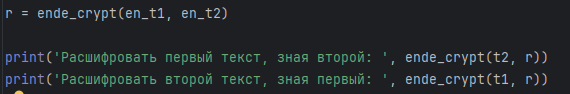 r = ende_crypt(en_t1, en_t2)
print('Расшифровать первый текст, зная второй: ', ende_crypt(t2, r))
print('Расшифровать второй текст, зная первый: ', ende_crypt(t1, r))